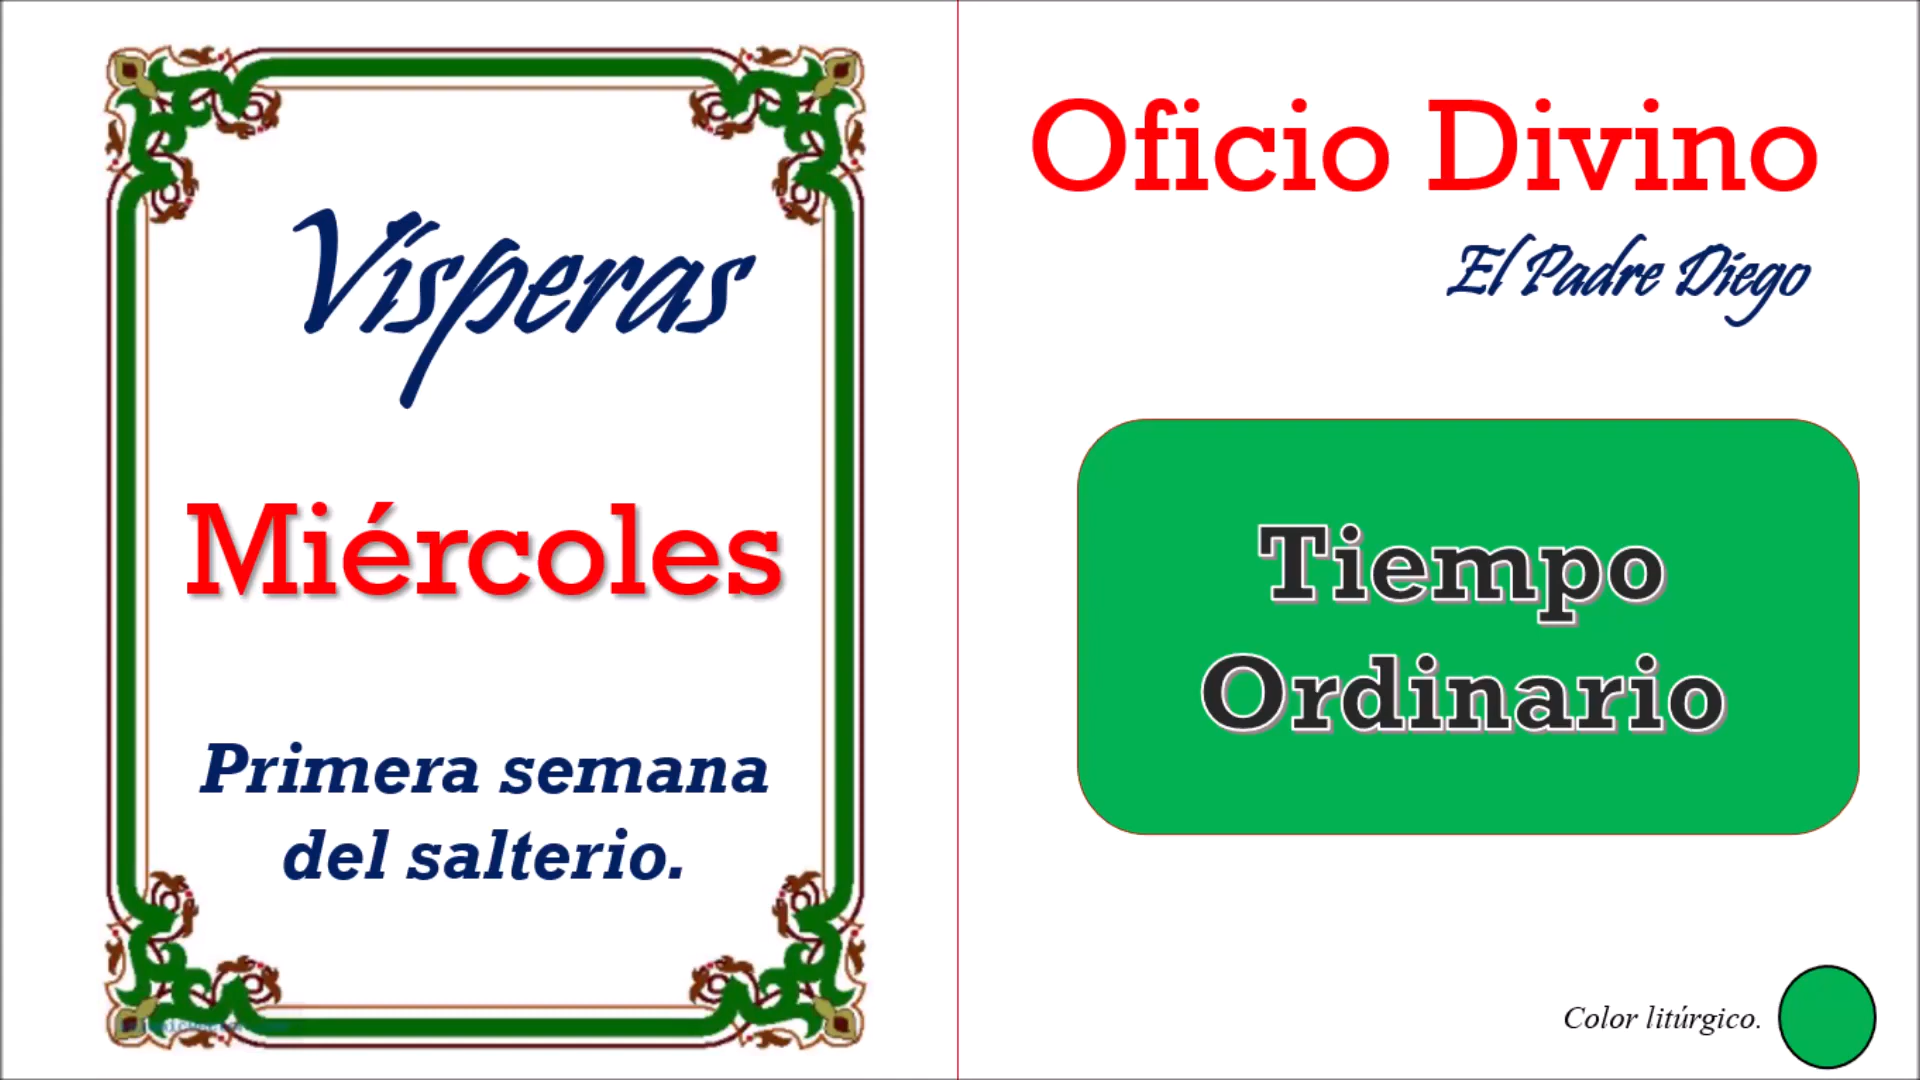 Vísperas
Miércoles
Primera semana
del salterio.
Oficio Divino
El Padre Diego
Tiempo
Ordinario
Color litúrgico.